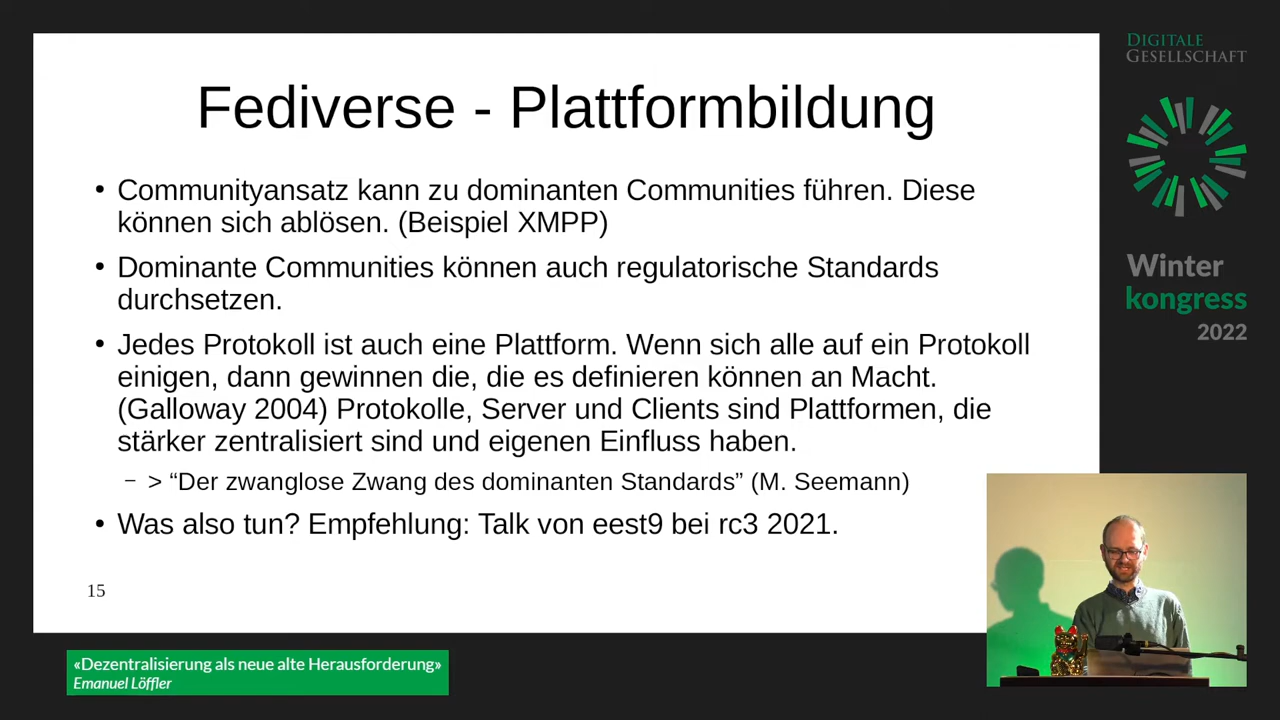 Fediverse - Plattformbildung
• Communityansatz kann zu dominanten Communities führen. Diese
können sich ablösen. (Beispiel XMPP)
• Dominante Communities können auch regulatorische Standards
durchsetzen.
• Jedes Protokoll ist auch eine Plattform. Wenn sich alle auf ein Protokoll
einigen, dann gewinnen die, die es definieren können an Macht.
(Galloway 2004) Protokolle, Server und Clients sind Plattformen, die
stärker zentralisiert sind und eigenen Einfluss haben.
– > “Der zwanglose Zwang des dominanten Standards” (M. Seemann)
• Was also tun? Empfehlung: Talk von eest9 bei rc3 2021.
15
DIGITALE
GESELLSCHAFT
Winter
kongress
2022
«Dezentralisierung als neue alte Herausforderung»
Emanuel Löffler